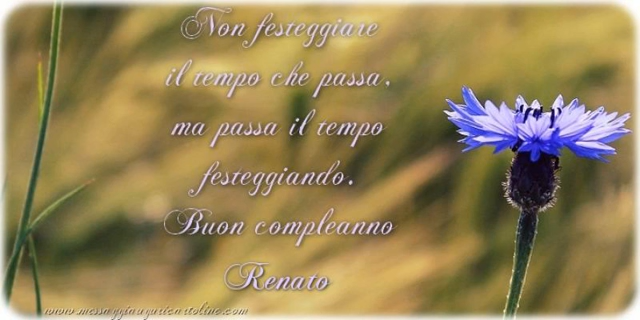 Non festeggiare
il tempo che passa,
ma passa il tempo
festeggiando.
Buon compleanno
Renato
www.messaggiauguricartoline.com